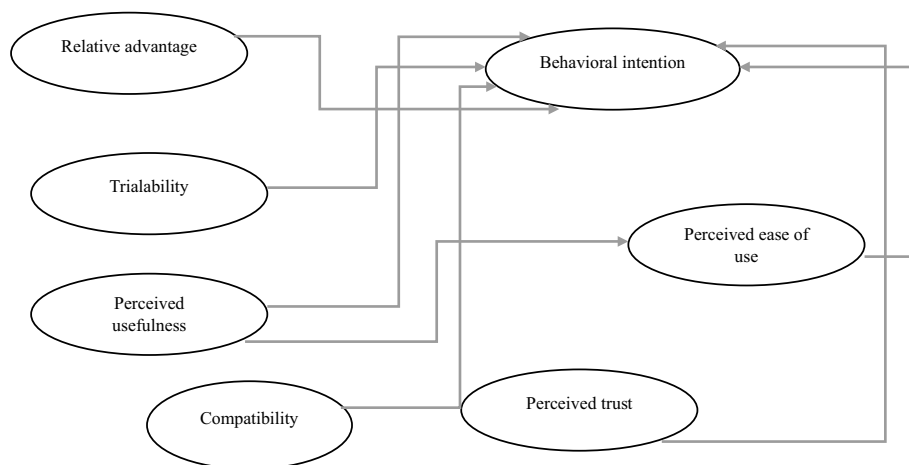 Relative advantage
Behavioral intention
Trialability
Perceived ease of
use
Perceived
usefulness
Compatibility
Perceived trust